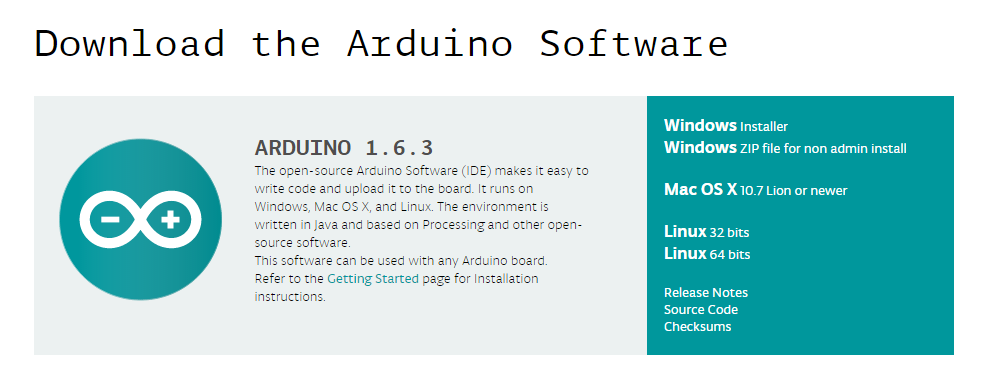 Download the Arduino Software
ARDUINO 1.6.3
The open-source Arduino Software (IDE) makes it easy to
write code and upload it to the board. It runs on
Windows, Mac OS X, and Linux. The environment is
written in Java and based on Processing and other open-
source software.
This software can be used with any Arduino board.
Refer to the Getting Started page for Installation
instructions.
Windows Installer
Windows ZIP file for non admin install
Mac OS X 10.7 Lion or newer
Linux 32 bits
Linux 64 bits
Release Notes
Source Code
Checksums